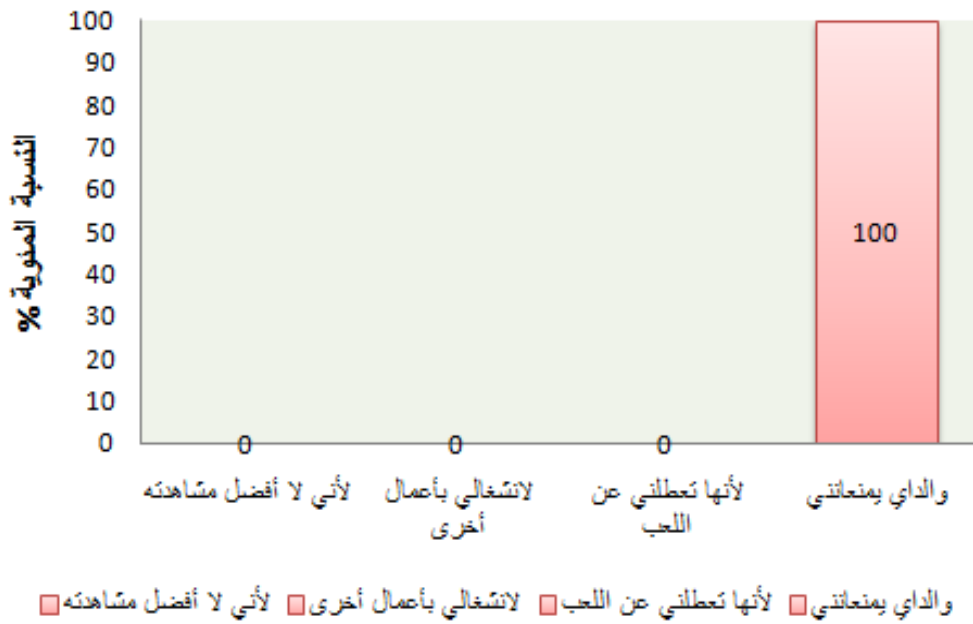 النسبة المئوية %
100
90
80
70
60
50
40
30
20
10
0
0
0
0
100
لأني لا أفضل مشاهدته
لانشغالي بأعمال
أخرى
لأنها تعطلني عن
اللعب
والداي يمنعانني
لأني لا أفضل مشاهدته
لانشغالي بأعمال أخرى
لأنها تعطلني عن اللعب
والداي يمنعانني